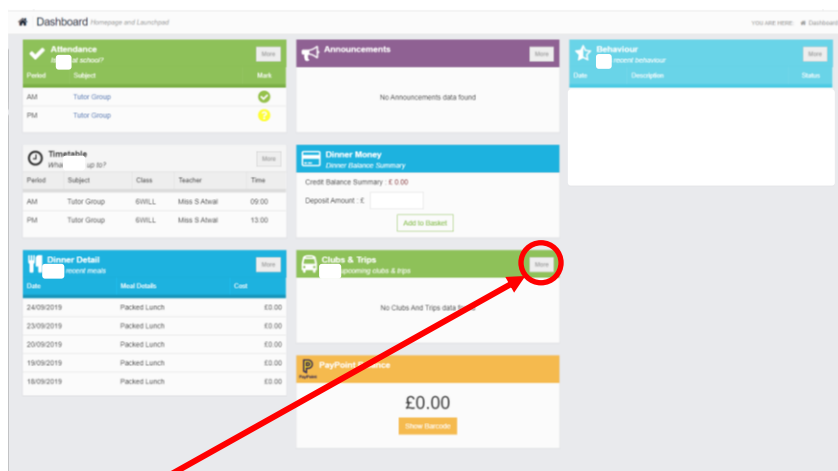 Dashboard Homepage and Launchpad
YOU ARE HERE: Dashboard
Attendance
at school?
More
Period Subject Mark
AM Tutor Group
PM Tutor Group
Timetable
up to?
More
Period Subject Class Teacher Time
AM Tutor Group 6WILL Miss S Atwal 09:00
PM Tutor Group 6WILL Miss S Atwal 13:00
Dinner Detail
recent meals
More
Date Meal Details Cost
24/09/2019 Packed Lunch £0.00
23/09/2019 Packed Lunch £0.00
20/09/2019 Packed Lunch £0.00
19/09/2019 Packed Lunch £0.00
18/09/2019 Packed Lunch £0.00
Announcements
More
No Announcements data found
Dinner Money
Dinner Balance Summary
Credit Balance Summary : £ 0.00
Deposit Amount : £
Add to Basket
Clubs & Trips
upcoming clubs & trips
More
No Clubs And Trips data
PayPoint
PayPoint
£0.00
Show Barcode
Behaviour
recent behaviour
More
Date Description Status